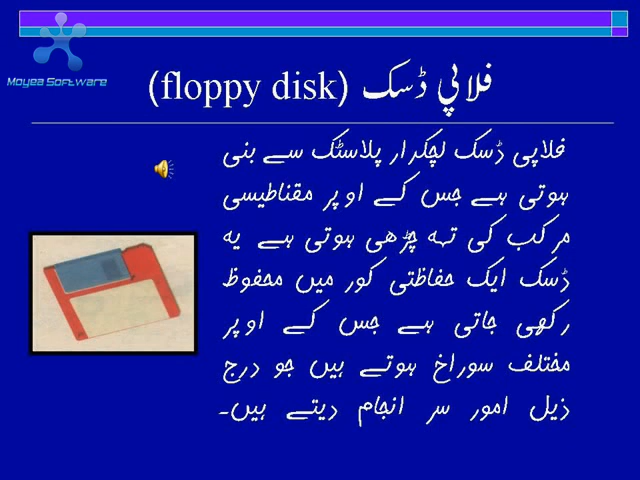 Moyea Software
فلاپي ڈسک (floppy disk)
فلاپی ڈسک لچکدار پلاسٹک سے بنی
ہوتی ہے جس کے اوپر مقناطیسی
مرکب کی تہہ چڑھی ہوتی ہے یہ
ڈسک ایک حفاظتی کور میں محفوظ
رکھی جاتی ہے جس کے اوپر
مختلف سوراخ ہوتے ہیں جو درج
ذیل امور سر انجام دیتے ہیں۔